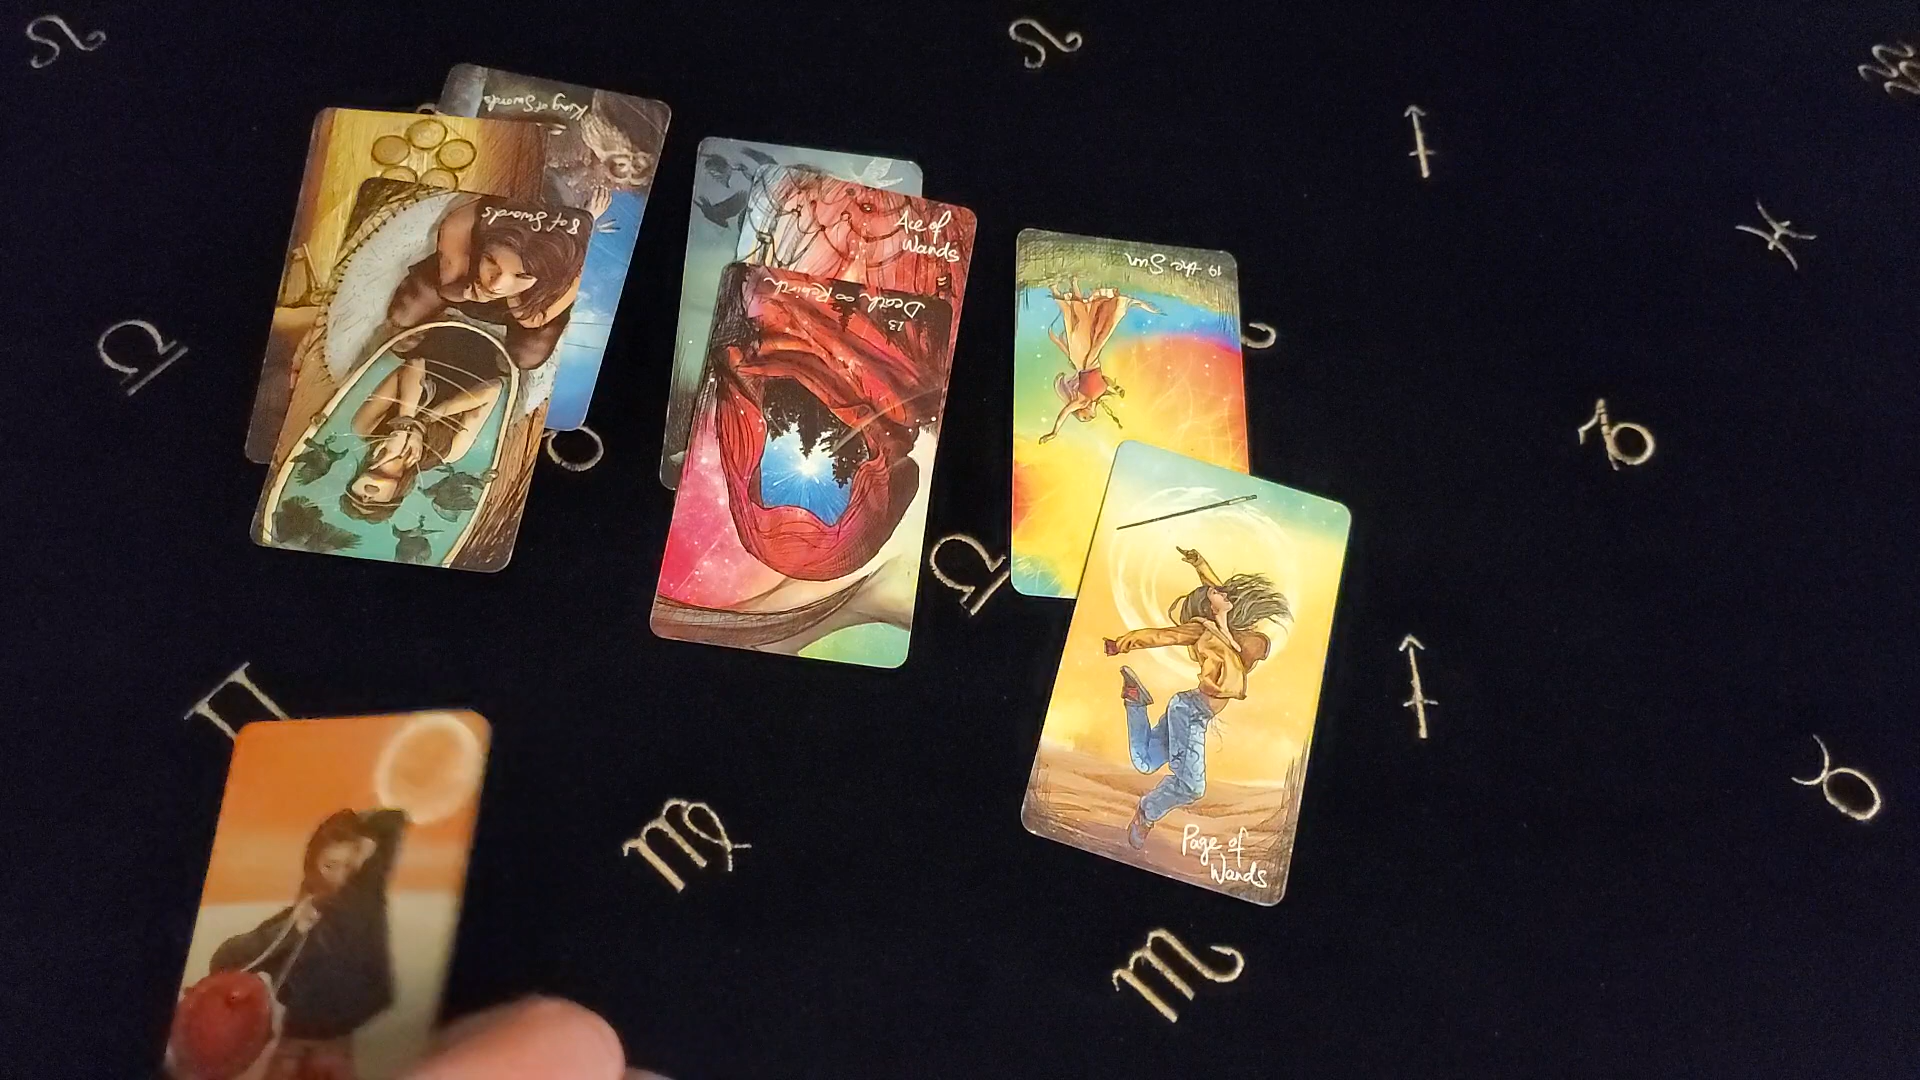 King of Swords
8 of Swords
Ace of
Wands
13
Death ∞ Rebirth
19 the Sun
Page of
Wands